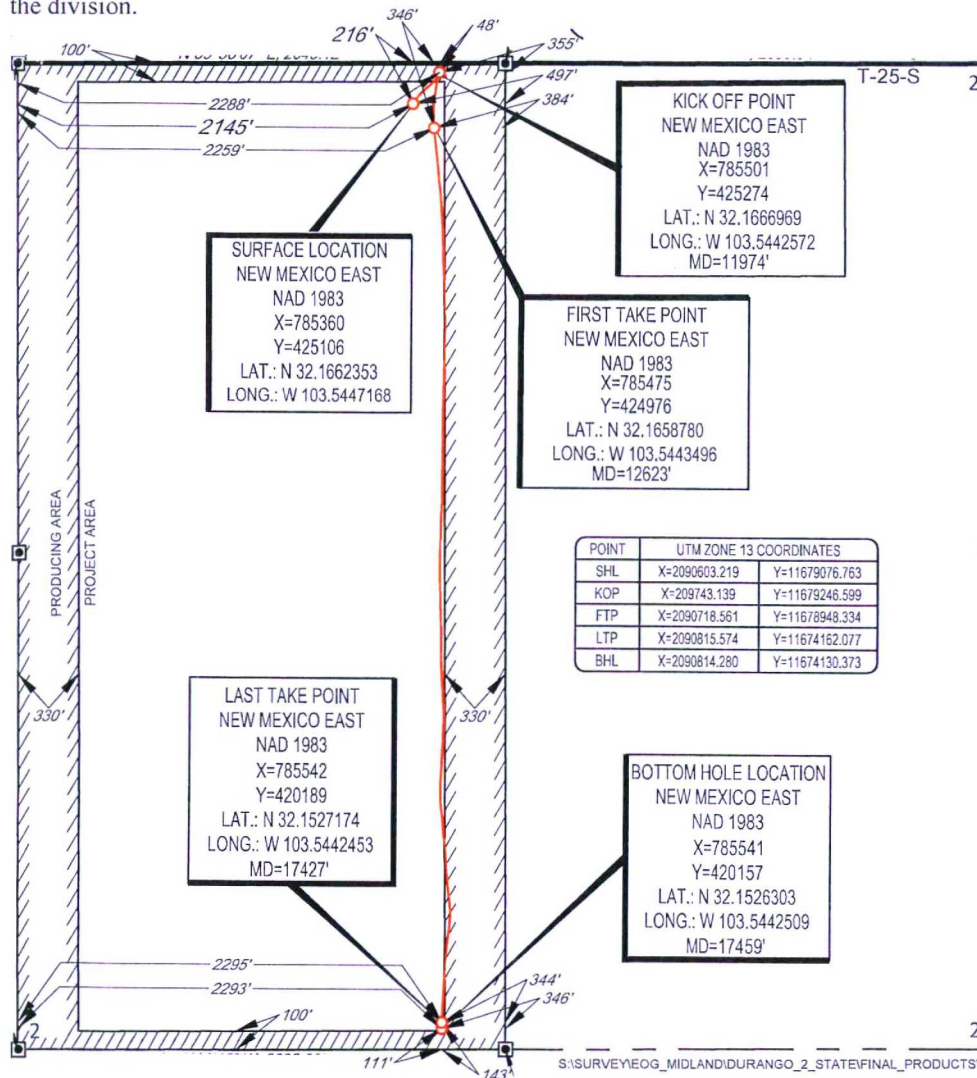 the division.
346'
48'
216'
355'
100'
T-25-S
2
497'
2288'
384'
2145'
2259'
KICK OFF POINT
NEW MEXICO EAST
NAD 1983
X=785501
Y=425274
LAT.: N 32.1666969
LONG.: W 103.5442572
MD=11974'
SURFACE LOCATION
NEW MEXICO EAST
NAD 1983
X=785360
Y=425106
LAT.: N 32.1662353
LONG.: W 103.5447168
FIRST TAKE POINT
NEW MEXICO EAST
NAD 1983
X=785475
Y=424976
LAT.: N 32.1658780
LONG.: W 103.5443496
MD=12623'
PRODUCING AREA
PROJECT AREA
POINT UTM ZONE 13 COORDINATES
SHL X=2090603.219 Y=11679076.763
KOP X=209743.139 Y=11679246.599
FTP X=2090718.561 Y=11678948.334
LTP X=2090815.574 Y=11674162.077
BHL X=2090814.280 Y=11674130.373
330'
330'
LAST TAKE POINT
NEW MEXICO EAST
NAD 1983
X=785542
Y=420189
LAT.: N 32.1527174
LONG.: W 103.5442453
MD=17427'
BOTTOM HOLE LOCATION
NEW MEXICO EAST
NAD 1983
X=785541
Y=420157
LAT.: N 32.1526303
LONG.: W 103.5442509
MD=17459'
2295'
2293'
344'
346'
100'
2
2
111'
143'
S:\SURVEY\EOG_MIDLAND\DURANGO_2_STATE\FINAL_PRODUCTS\